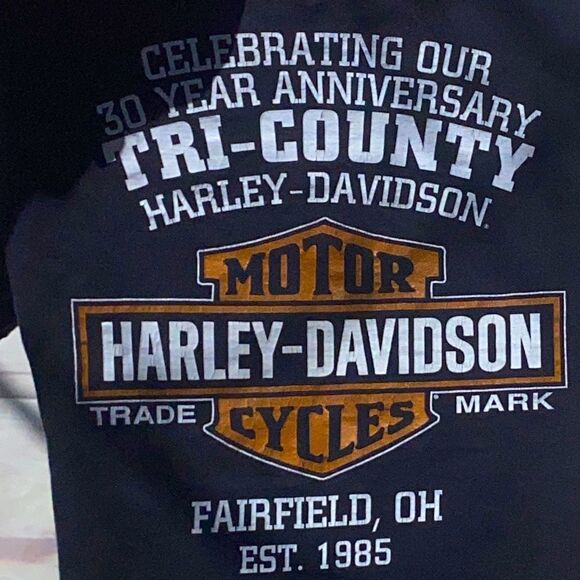 CELEBRATING OUR
30 YEAR ANNIVERSARY
TRI-COUNTY
HARLEY-DAVIDSON®
MOTOR
HARLEY-DAVIDSON
CYCLES®
TRADE MARK
FAIRFIELD, OH
EST. 1985